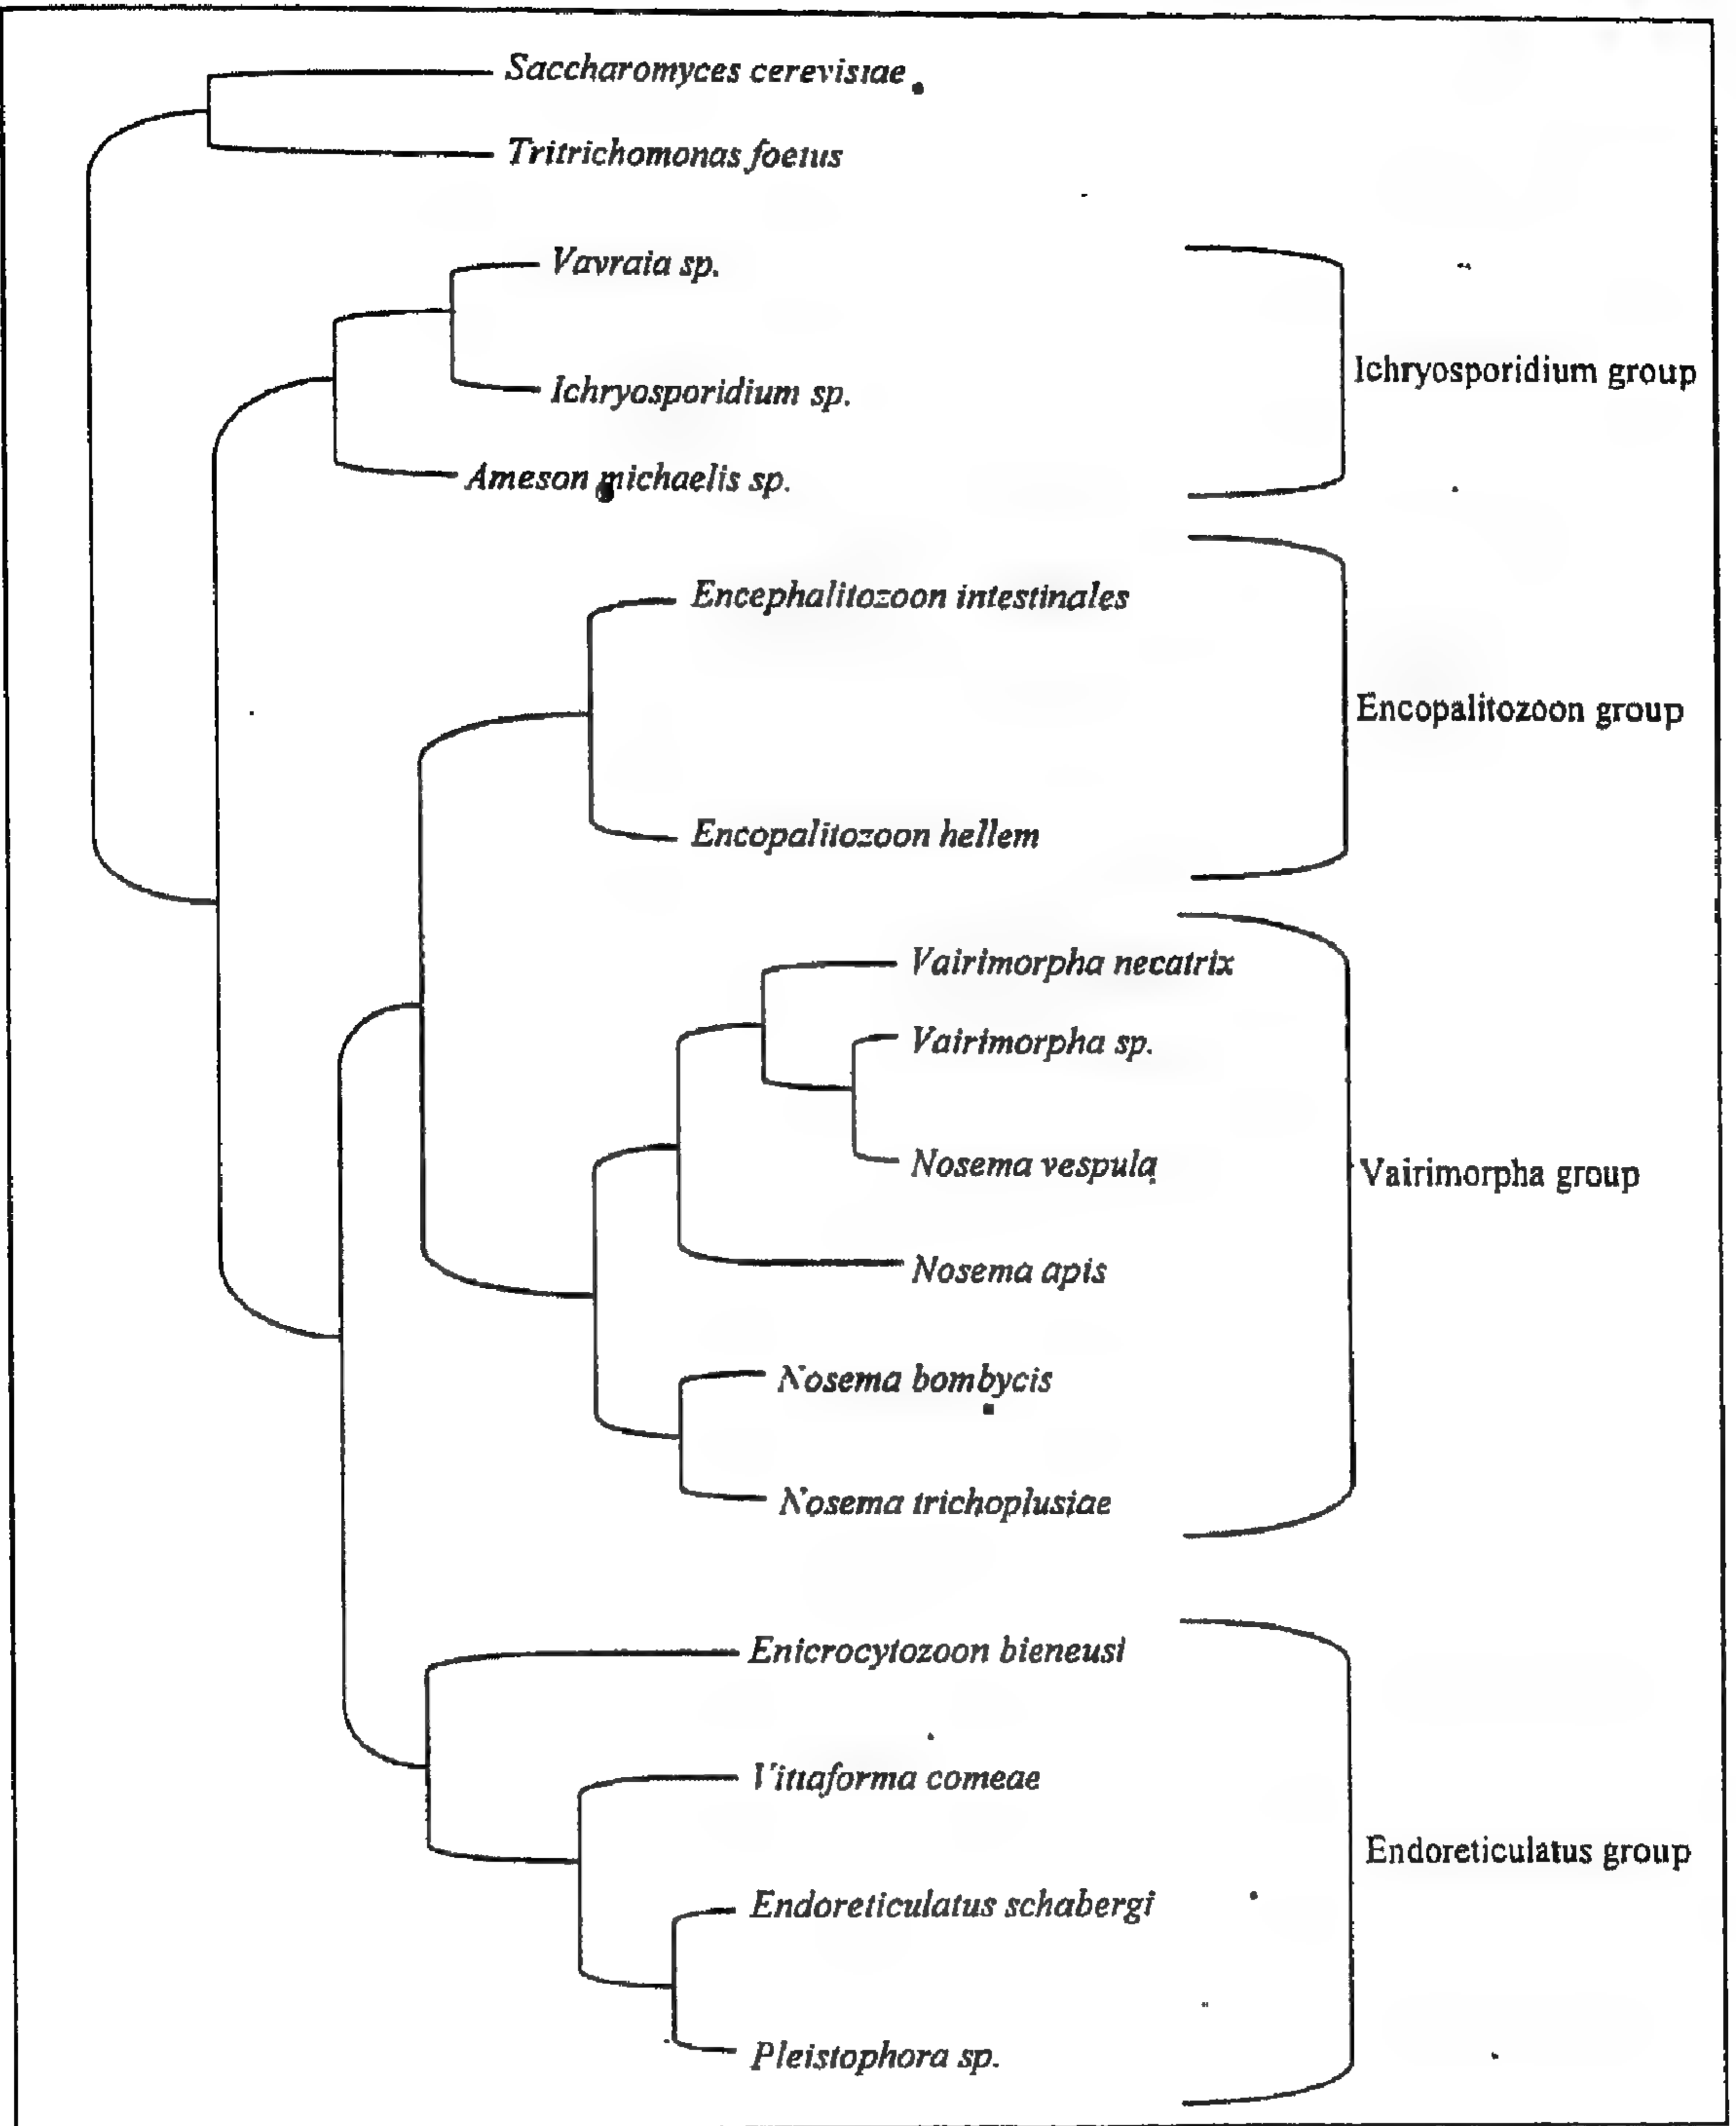 Saccharomyces cerevisiae
Tritrichomonas foetus
Vavraia sp.
Ichryosporidium sp.
Ichryosporidium group
Ameson michaelis sp.
Encephalitozoon intestinales
Encopalitozoon group
Encopalitozoon hellem
Vairimorpha necatrix
Vairimorpha sp.
Nosema vespula
Vairimorpha group
Nosema apis
Nosema bombycis
Nosema trichoplusiae
Enicrocytozoon bieneusi
Vittaforma comeae
Endoreticulatus group
Endoreticulatus schabergi
Pleistophora sp.